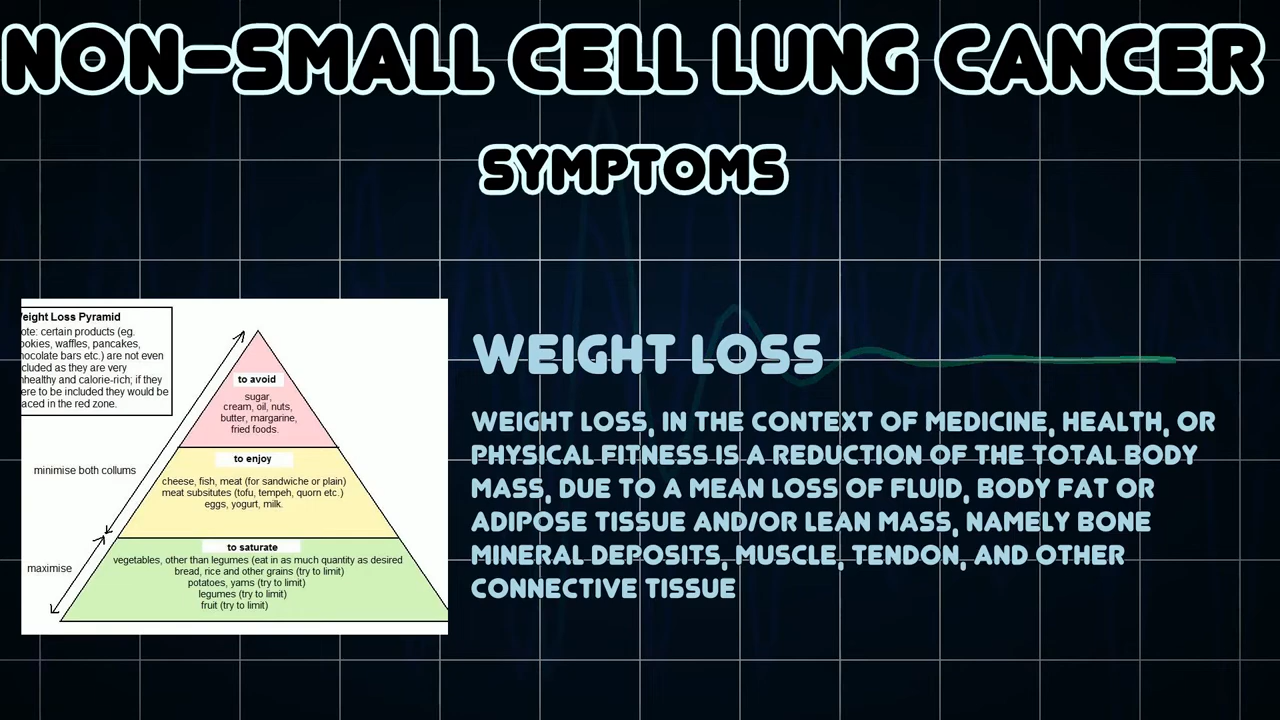 NON-SMALL CELL LUNG CANCER
SYMPTOMS
Weight Loss Pyramid
ote: certain products (eg.
ookies, waffles, pancakes,
hocolate bars etc.) are not even
cluded as they are very
nhealthy and calorie-rich; if they
ere to be included they would be
aced in the red zone.
to avoid
sugar,
cream, oil, nuts,
butter, margarine,
fried foods.
minimise both collums
to enjoy
cheese, fish, meat (for sandwiche or plain)
meat subsitutes (tofu, tempeh, quorn etc.)
eggs, yogurt, milk.
maximise
to saturate
vegetables, other than legumes (eat in as much quantity as desired
bread, rice and other grains (try to limit)
potatoes, yams (try to limit)
legumes (try to limit)
fruit (try to limit)
WEIGHT LOSS
WEIGHT LOSS, IN THE CONTEXT OF MEDICINE, HEALTH, OR
PHYSICAL FITNESS IS A REDUCTION OF THE TOTAL BODY
MASS, DUE TO A MEAN LOSS OF FLUID, BODY FAT OR
ADIPOSE TISSUE AND/OR LEAN MASS, NAMELY BONE
MINERAL DEPOSITS, MUSCLE, TENDON, AND OTHER
CONNECTIVE TISSUE